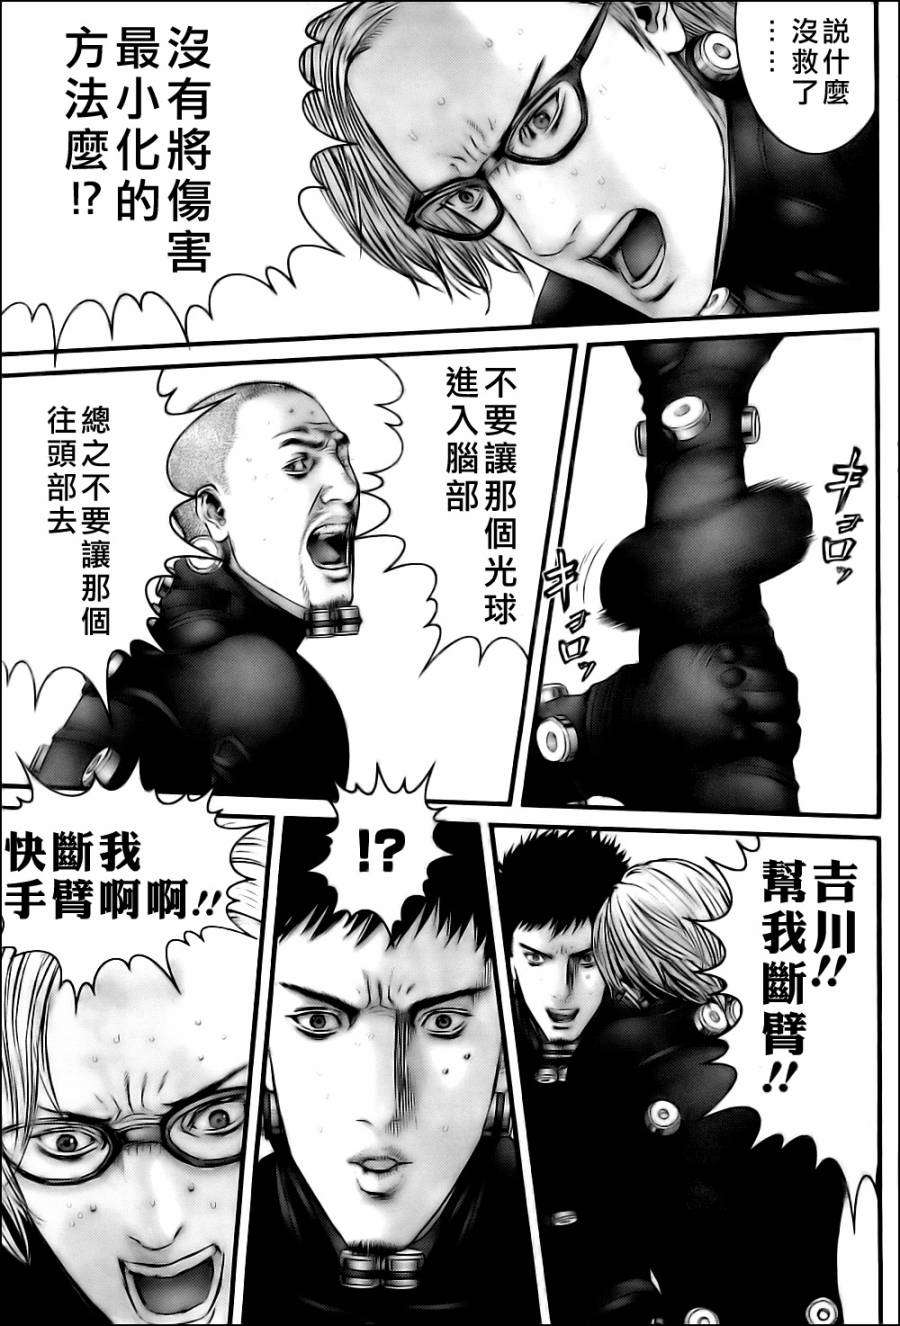 說什麼
沒救了
……
沒有將傷害
最小化的
方法麼!?
キョロッ
キョロッ
不要讓那個光球
進入腦部
總之不要讓那個
往頭部去
吉川!!
幫我斷臂!!
!?
快斷我
手臂啊啊!!